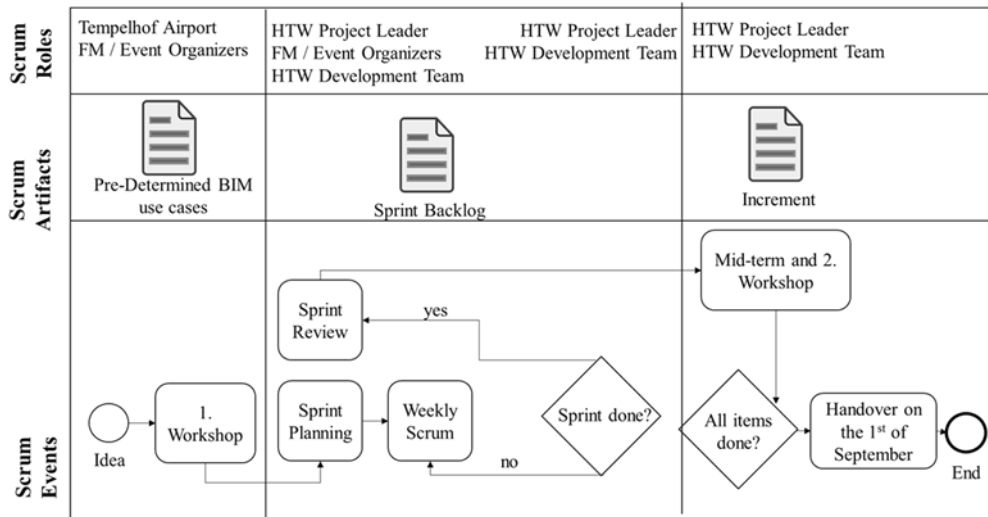 Scrum
Roles
Tempelhof Airport
FM / Event Organizers
HTW Project Leader
FM / Event Organizers
HTW Development Team
HTW Project Leader
HTW Development Team
HTW Project Leader
HTW Development Team
Scrum
Artifacts
Pre-Determined BIM
use cases
Sprint Backlog
Increment
Scrum
Events
Idea
1.
Workshop
Sprint
Planning
Weekly
Scrum
Sprint
Review
yes
no
Sprint done?
Mid-term and 2.
Workshop
All items
done?
Handover on
the 1st of
September
End